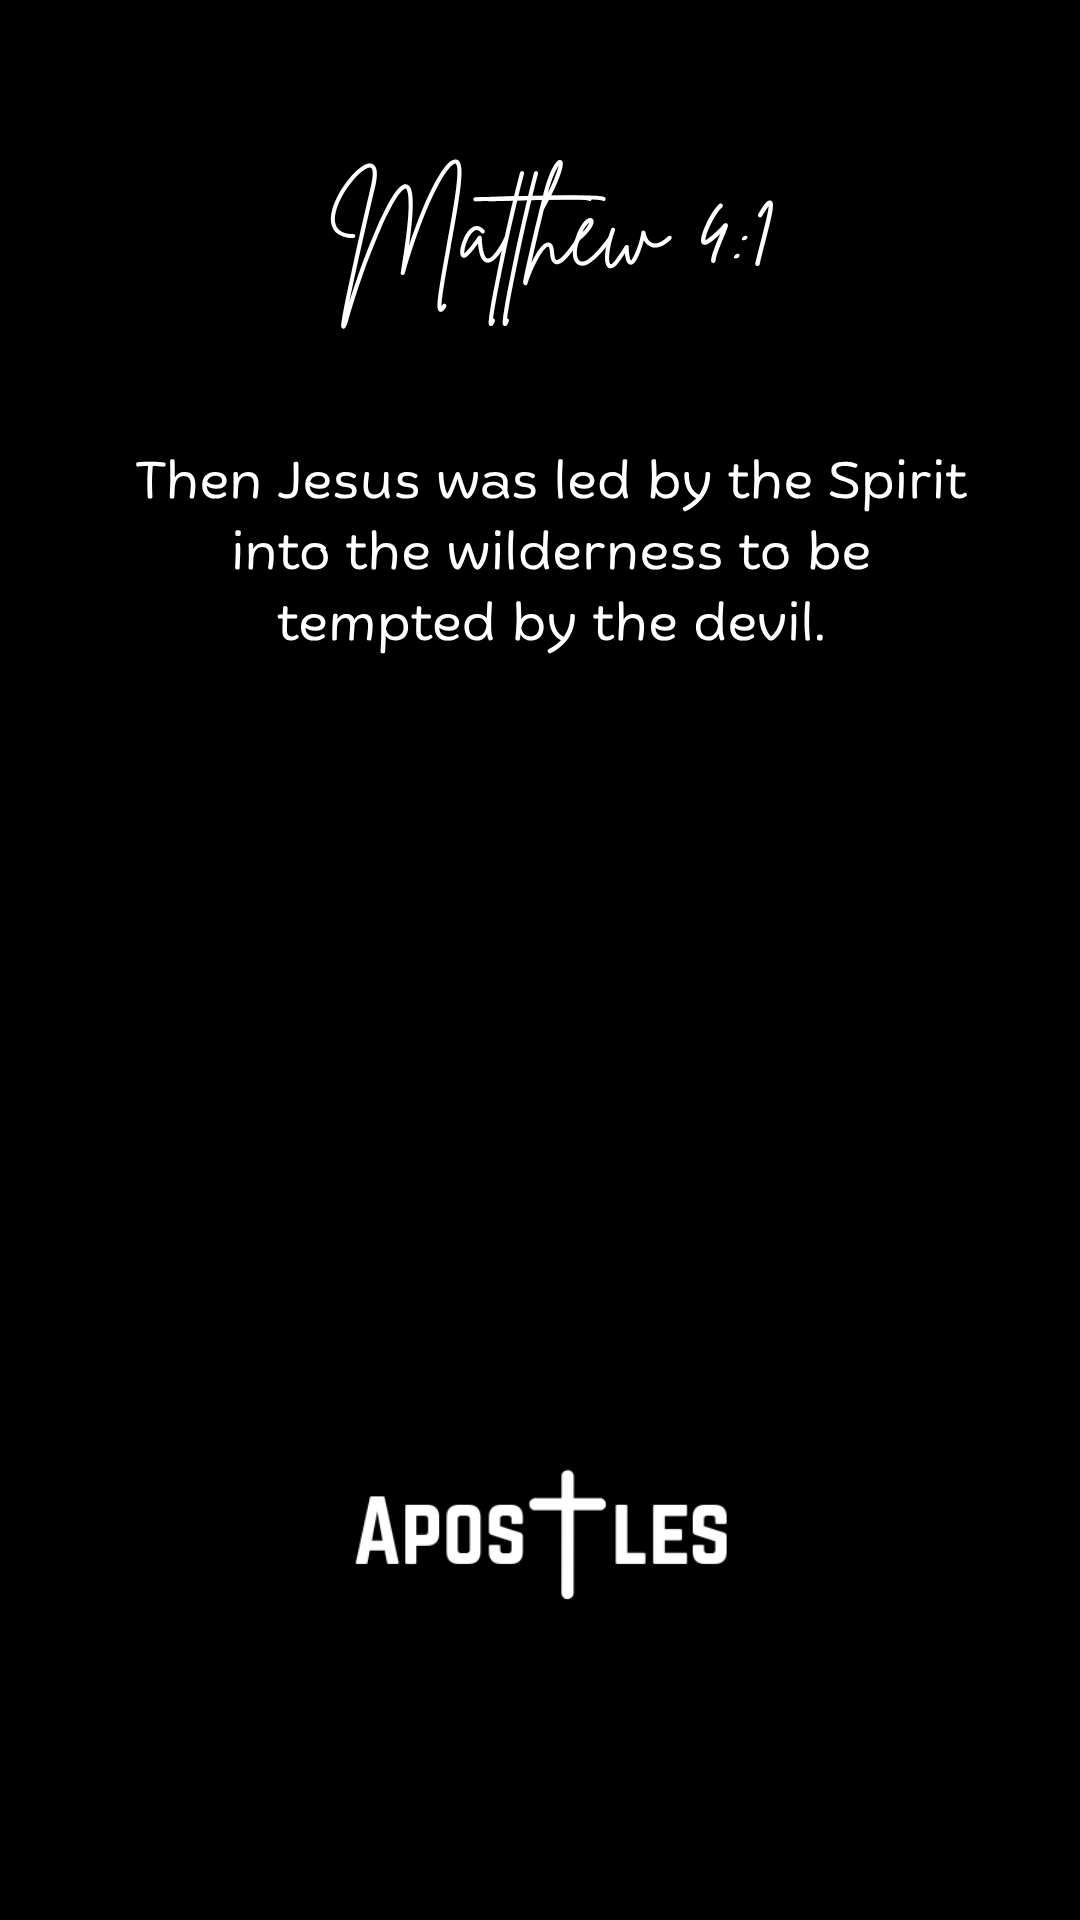 Matthew 4:1
Then Jesus was led by the Spirit
into the wilderness to be
tempted by the devil.
APOSTLES